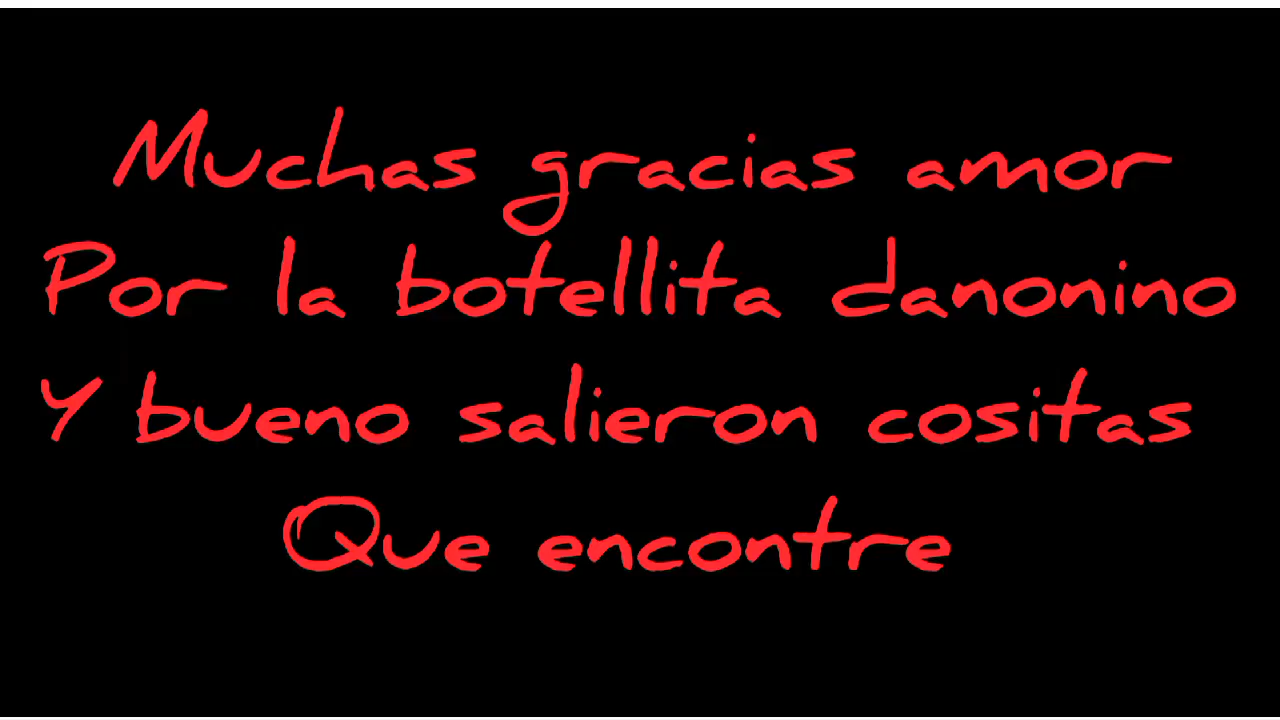 Muchas gracias amor
Por la botellita danonino
Y bueno salieron cositas
Que encontre